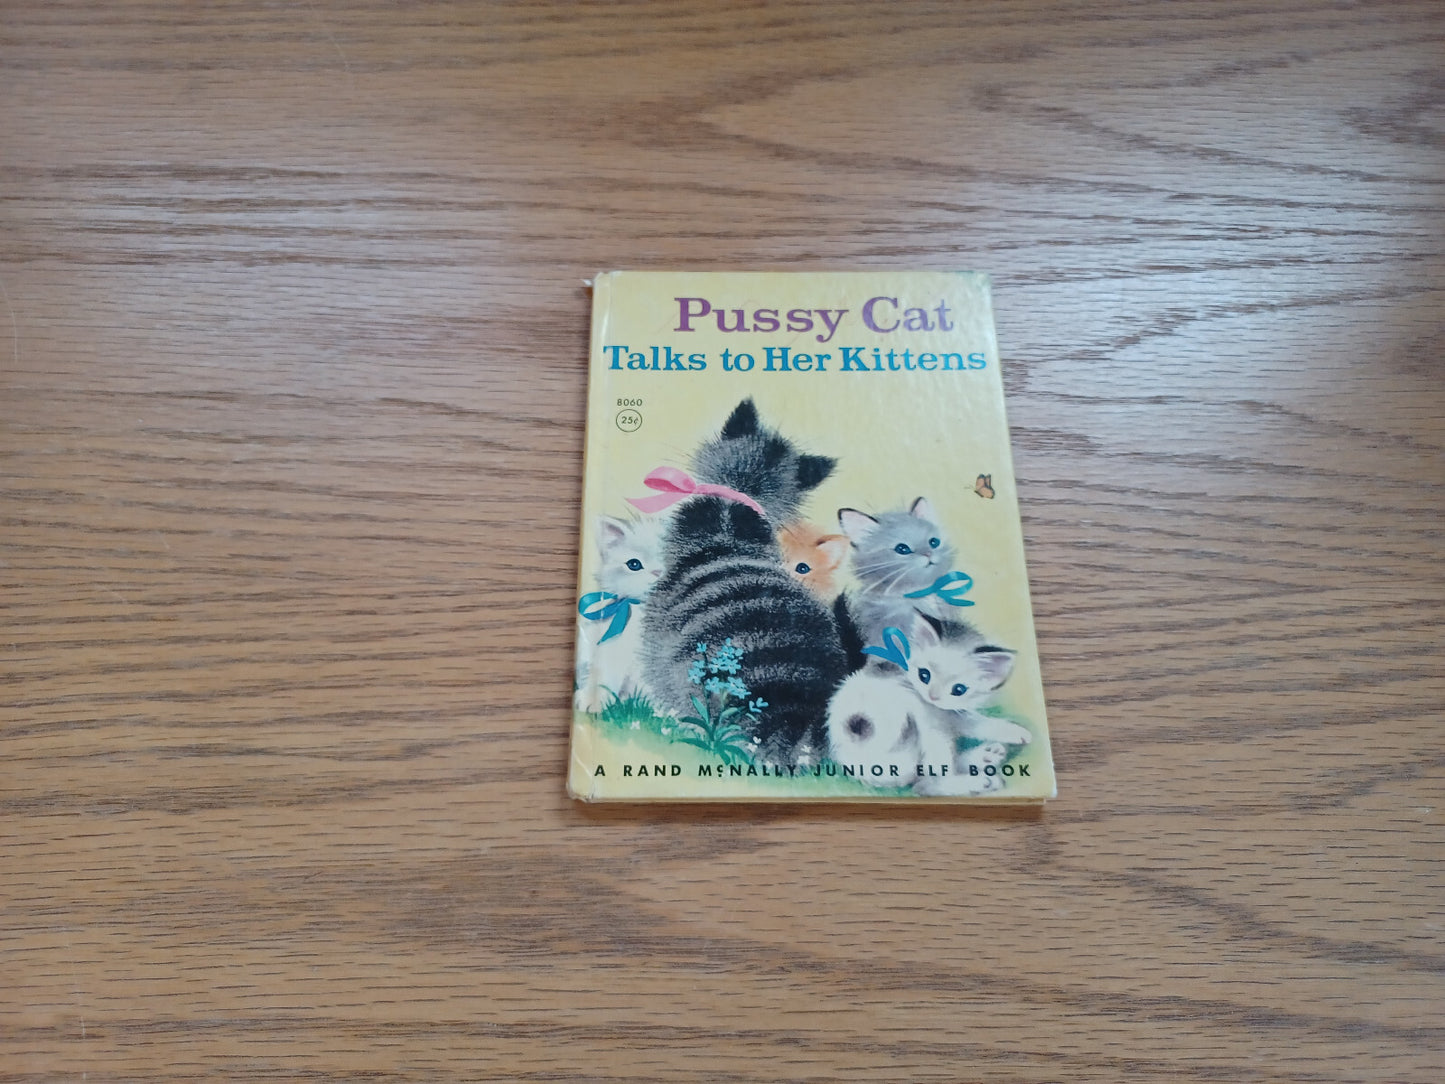 Pussy Cat
Talks to Her Kittens
8060
25¢
A RAND McNALLY JUNIOR ELF BOOK